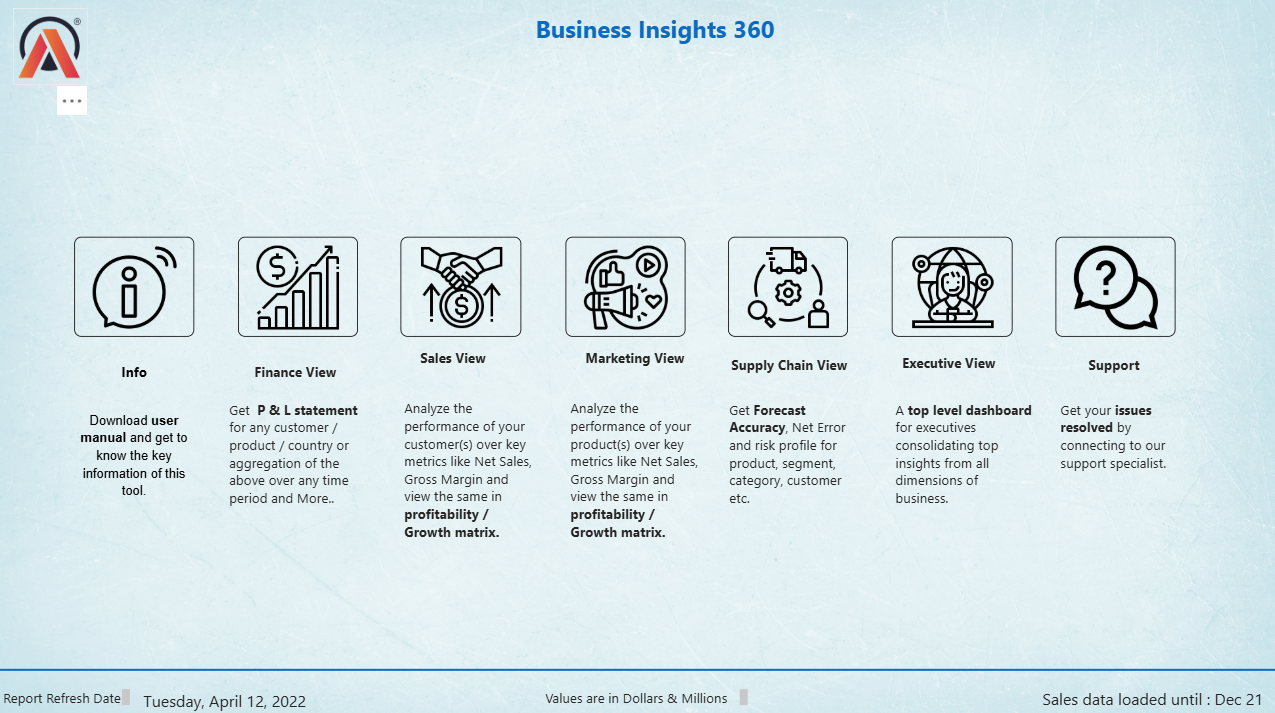 ®
Business Insights 360
Info
Download user
manual and get to
know the key
information of this
tool.
Finance View
Get  P & L statement
for any customer /
product / country or
aggregation of the
above over any time
period and More..
Sales View
Analyze the
performance of your
customer(s) over key
metrics like Net Sales,
Gross Margin and
view the same in
profitability /
Growth matrix.
Marketing View
Analyze the
performance of your
product(s) over key
metrics like Net Sales,
Gross Margin and
view the same in
profitability /
Growth matrix.
Supply Chain View
Get Forecast
Accuracy, Net Error
and risk profile for
product, segment,
category, customer
etc.
Executive View
A top level dashboard
for executives
consolidating top
insights from all
dimensions of
business.
Support
Get your issues
resolved by
connecting to our
support specialist.
Report Refresh Date
Tuesday, April 12, 2022
Values are in Dollars & Millions
Sales data loaded until : Dec 21